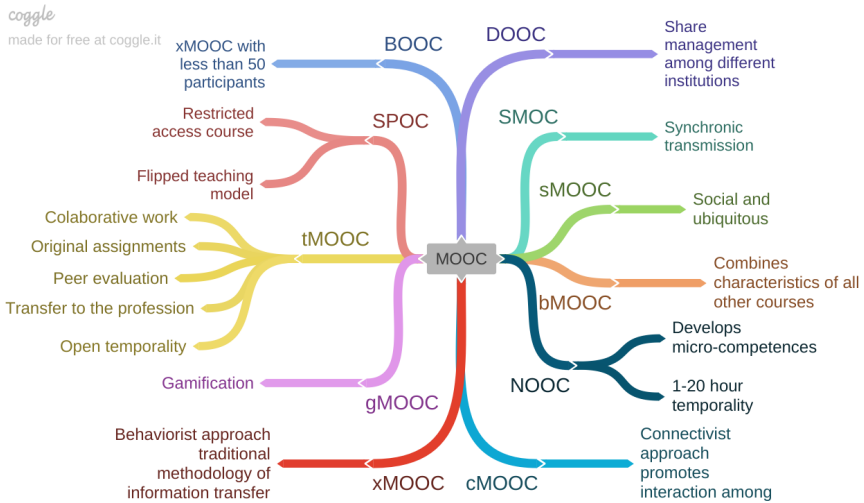 coggle
made for free at coggle.it
BOOC
xMOOC with
less than 50
participants
SPOC
Restricted
access course
Flipped teaching
model
tMOOC
Colaborative work
Original assignments
Peer evaluation
Transfer to the profession
Open temporality
gMOOC
Gamification
xMOOC
Behaviorist approach
traditional
methodology of
information transfer
MOOC
DOOC
Share
management
among different
institutions
SMOC
Synchronic
transmission
sMOOC
Social and
ubiquitous
bMOOC
Combines
characteristics of all
other courses
NOOC
Develops
micro-competences
1-20 hour
temporality
cMOOC
Connectivist
approach
promotes
interaction among